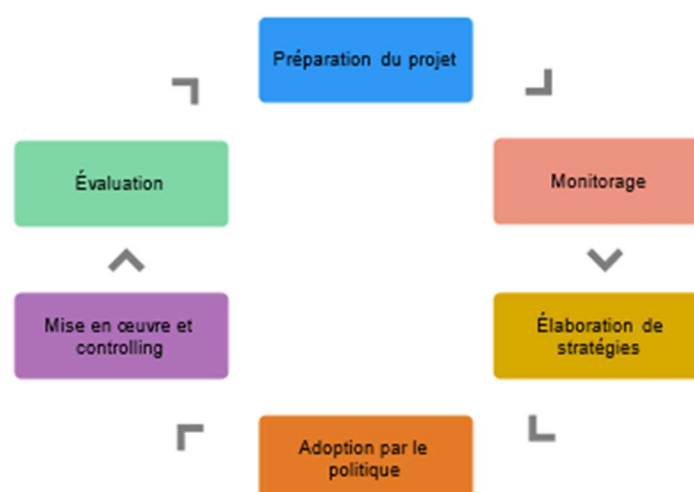 Préparation du projet
Monitorage
Élaboration de
stratégies
Adoption par le
politique
Mise en œuvre et
controlling
Évaluation